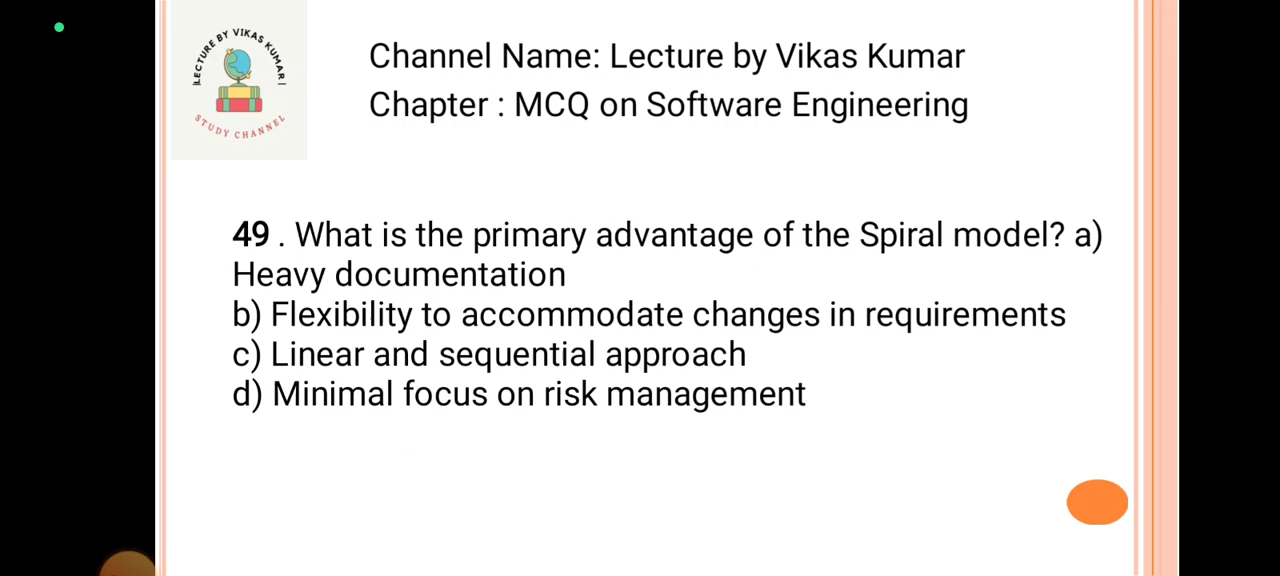 LECTURE BY VIKAS KUMAR
STUDY CHANNEL
Channel Name: Lecture by Vikas Kumar
Chapter : MCQ on Software Engineering
49 . What is the primary advantage of the Spiral model? a)
Heavy documentation
b) Flexibility to accommodate changes in requirements
c) Linear and sequential approach
d) Minimal focus on risk management